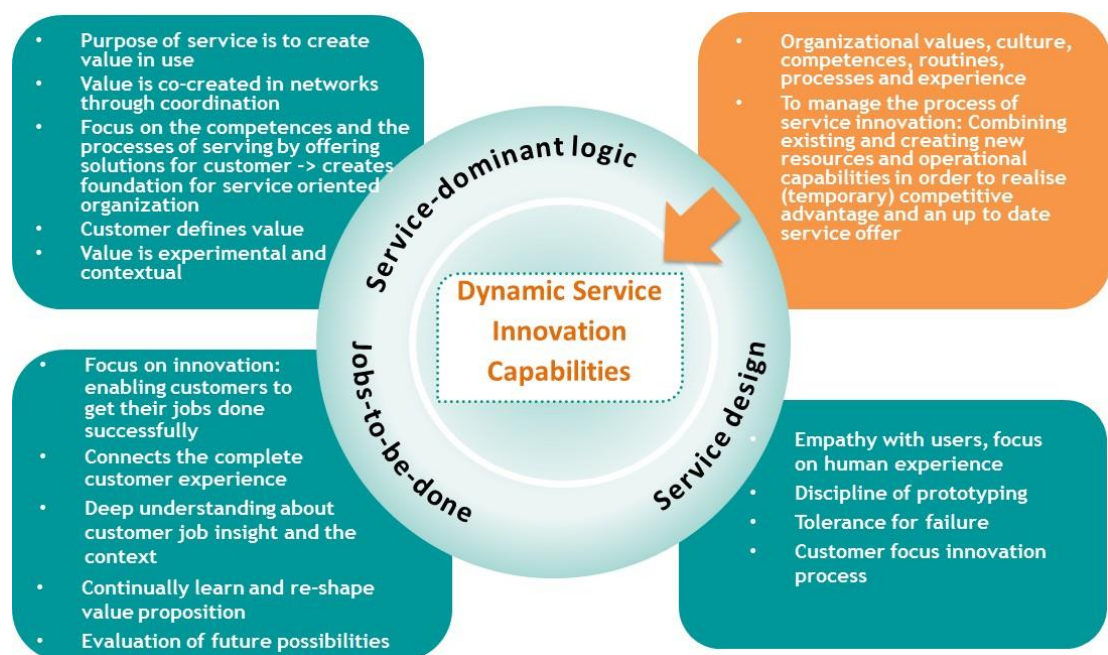 • Purpose of service is to create
value in use
• Value is co-created in networks
through coordination
• Focus on the competences and the
processes of serving by offering
solutions for customer -> creates
foundation for service oriented
organization
• Customer defines value
• Value is experimental and
contextual
• Organizational values, culture,
competences, routines,
processes and experience
• To manage the process of
service innovation: Combining
existing and creating new
resources and operational
capabilities in order to realise
(temporary) competitive
advantage and an up to date
service offer
Service-dominant logic
Dynamic Service
Innovation
Capabilities
Jobs-to-be-done
Service design
• Focus on innovation:
enabling customers to
get their jobs done
successfully
• Connects the complete
customer experience
• Deep understanding about
customer job insight and the
context
• Continually learn and re-shape
value proposition
• Evaluation of future possibilities
• Empathy with users, focus
on human experience
• Discipline of prototyping
• Tolerance for failure
• Customer focus innovation
process